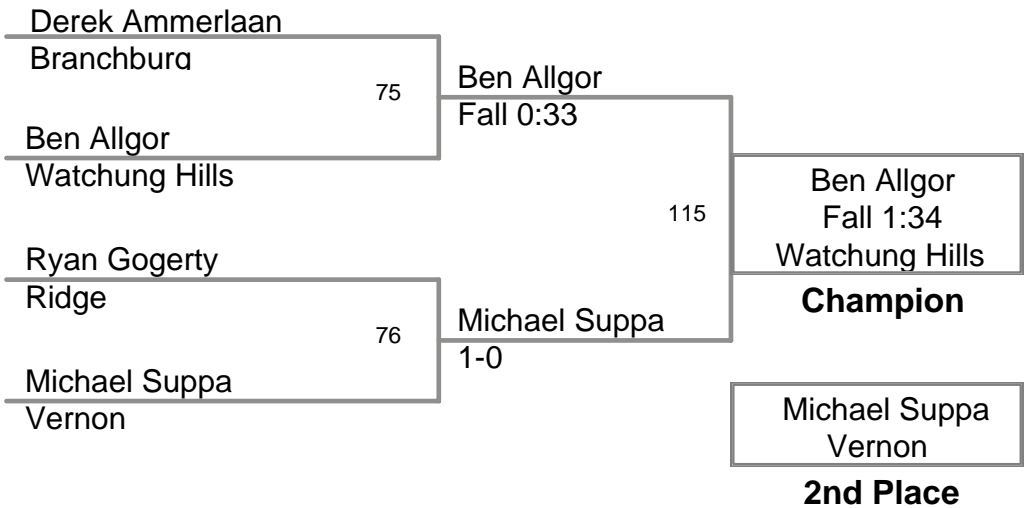 Derek Ammerlaan
Branchburg
75
Ben Allgor
Watchung Hills
Ben Allgor
Fall 0:33
Ryan Gogerty
Ridge
76
Michael Suppa
Vernon
Michael Suppa
1-0
115
Ben Allgor
Fall 1:34
Watchung Hills
Champion
Michael Suppa
Vernon
2nd Place